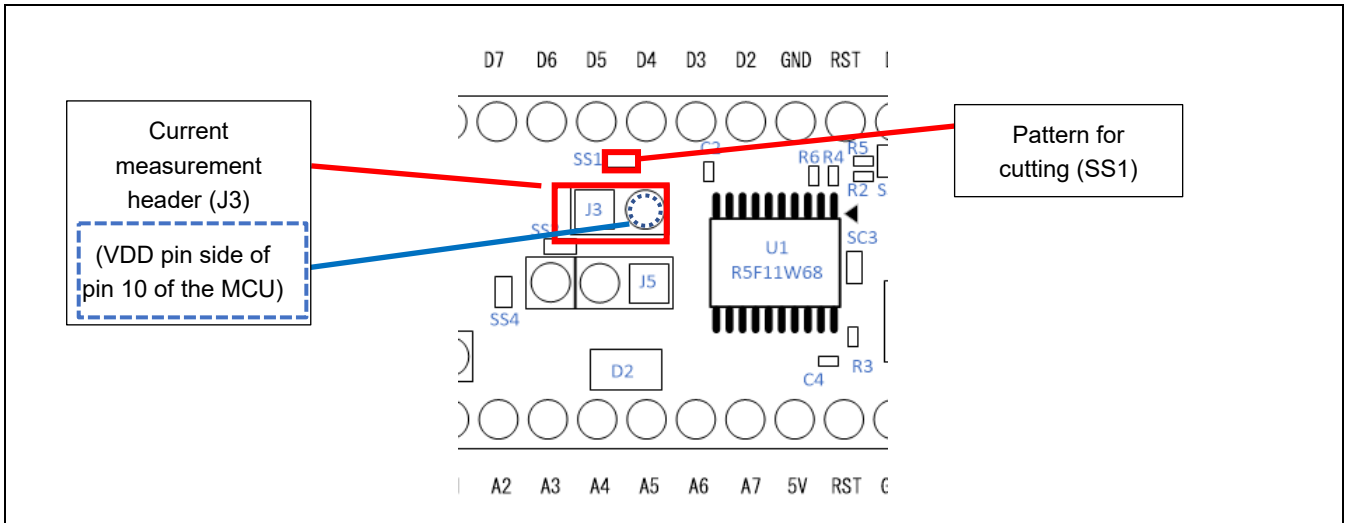 D7 D6 D5 D4 D3 D2 GND RST
Current
measurement
header (J3)
(VDD pin side of
pin 10 of the MCU)
Pattern for
cutting (SS1)
SS1
R6 R4 R5
R2
J3
U1
R5F11W68
SC3
J5
SS4
D2
R3
C4
A2 A3 A4 A5 A6 A7 5V RST